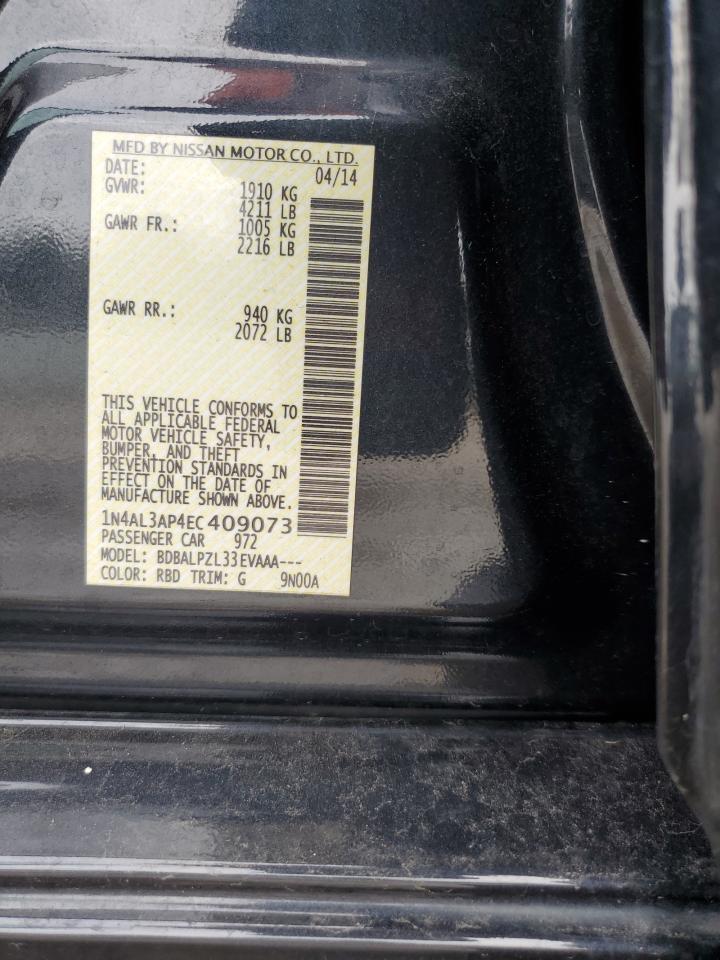 MFD BY NISSAN MOTOR CO., LTD.
DATE: 04/14
GVWR: 1910 KG
4211 LB
GAWR FR.: 1005 KG
2216 LB
GAWR RR.: 940 KG
2072 LB
THIS VEHICLE CONFORMS TO
ALL APPLICABLE FEDERAL
MOTOR VEHICLE SAFETY,
BUMPER, AND THEFT
PREVENTION STANDARDS IN
EFFECT ON THE DATE OF
MANUFACTURE SHOWN ABOVE.
1N4AL3AP4EC409073
PASSENGER CAR 972
MODEL: BDBALPZL33EVAAA---
COLOR: RBD TRIM: G 9N00A